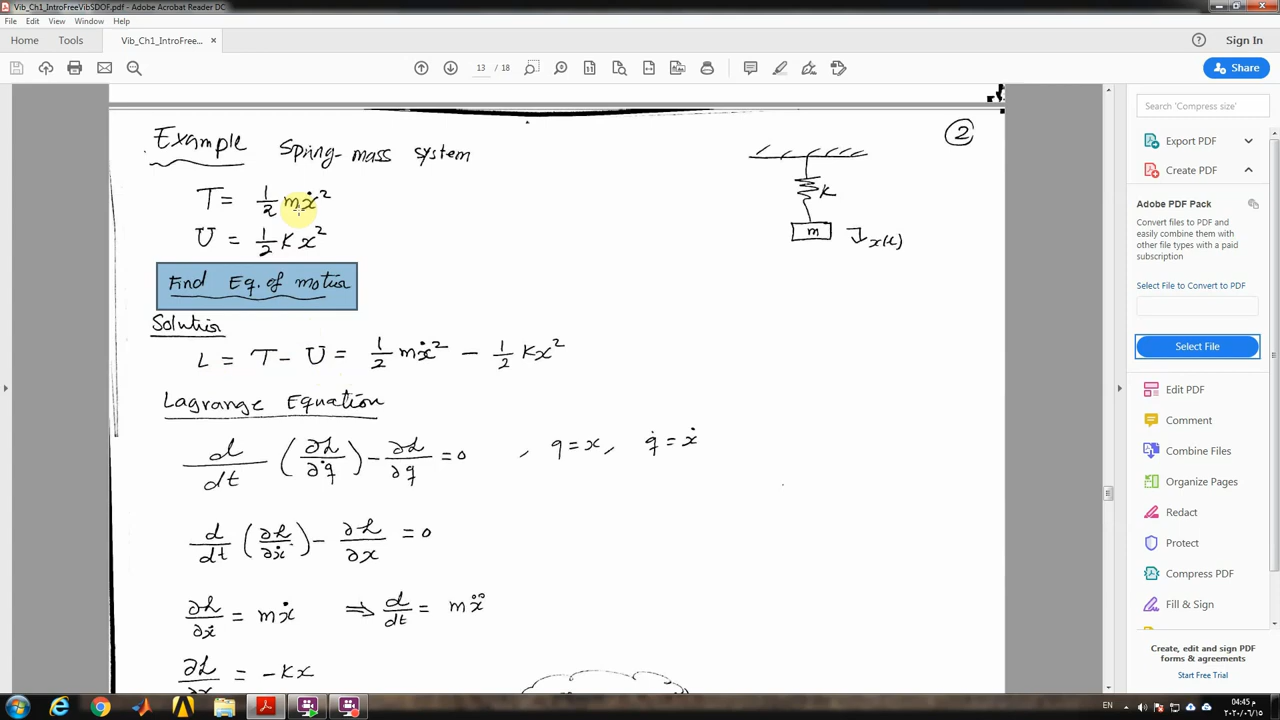 Vib_Ch1_IntroFreeVibSDOF.pdf - Adobe Acrobat Reader DC
File Edit View Window Help
Home Tools Vib_Ch1_IntroFree... × Sign In
13 / 18 Share
Example Spring-mass system
②
T = 1/2 mẋ²
U = 1/2 Kx²
K
m
x(t)
Find Eq. of motion
Solution
L = T - U = 1/2 mẋ² - 1/2 Kx²
Lagrange Equation
d/dt (∂L/∂q̇) - ∂L/∂q = 0 , q = x, q̇ = ẋ
d/dt (∂L/∂ẋ) - ∂L/∂x = 0
∂L/∂ẋ = mẋ ⇒ d/dt = mẍ
∂L/∂x = -Kx
Search 'Compress size'
Export PDF
Create PDF
Adobe PDF Pack
Convert files to PDF and
easily combine them with
other file types with a paid
subscription
Select File to Convert to PDF
Select File
Edit PDF
Comment
Combine Files
Organize Pages
Redact
Protect
Compress PDF
Fill & Sign
Create, edit and sign PDF
forms & agreements
Start Free Trial
EN